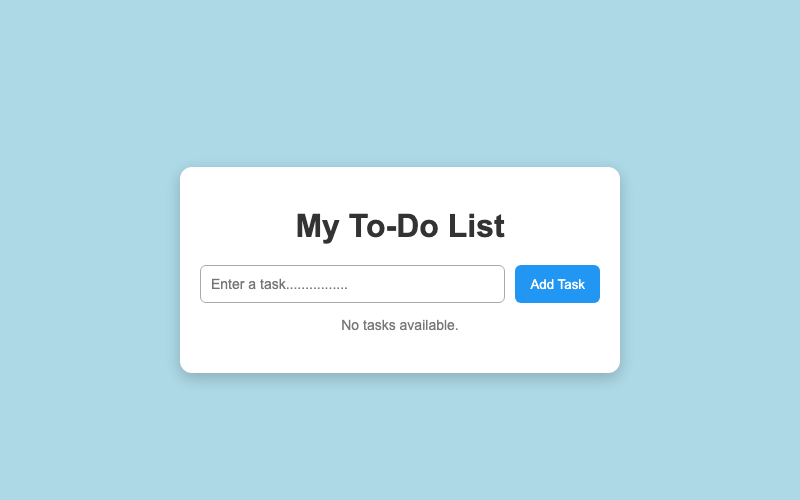 My To-Do List
Enter a task................
Add Task
No tasks available.